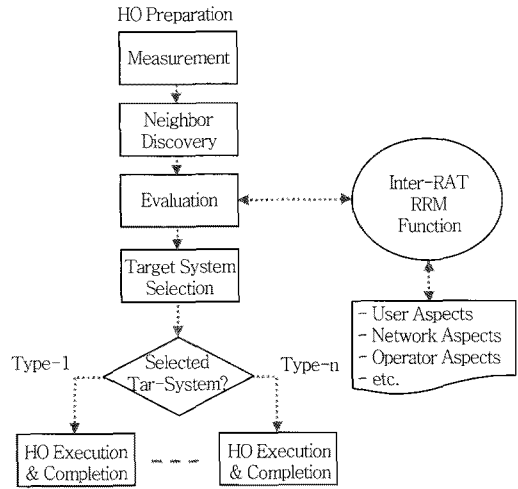 HO Preparation
Measurement
Neighbor
Discovery
Evaluation
Inter-RAT
RRM
Function
Target System
Selection
- User Aspects
- Network Aspects
- Operator Aspects
- etc.
Type-1
Selected
Tar-System?
Type-n
HO Execution
& Completion
HO Execution
& Completion